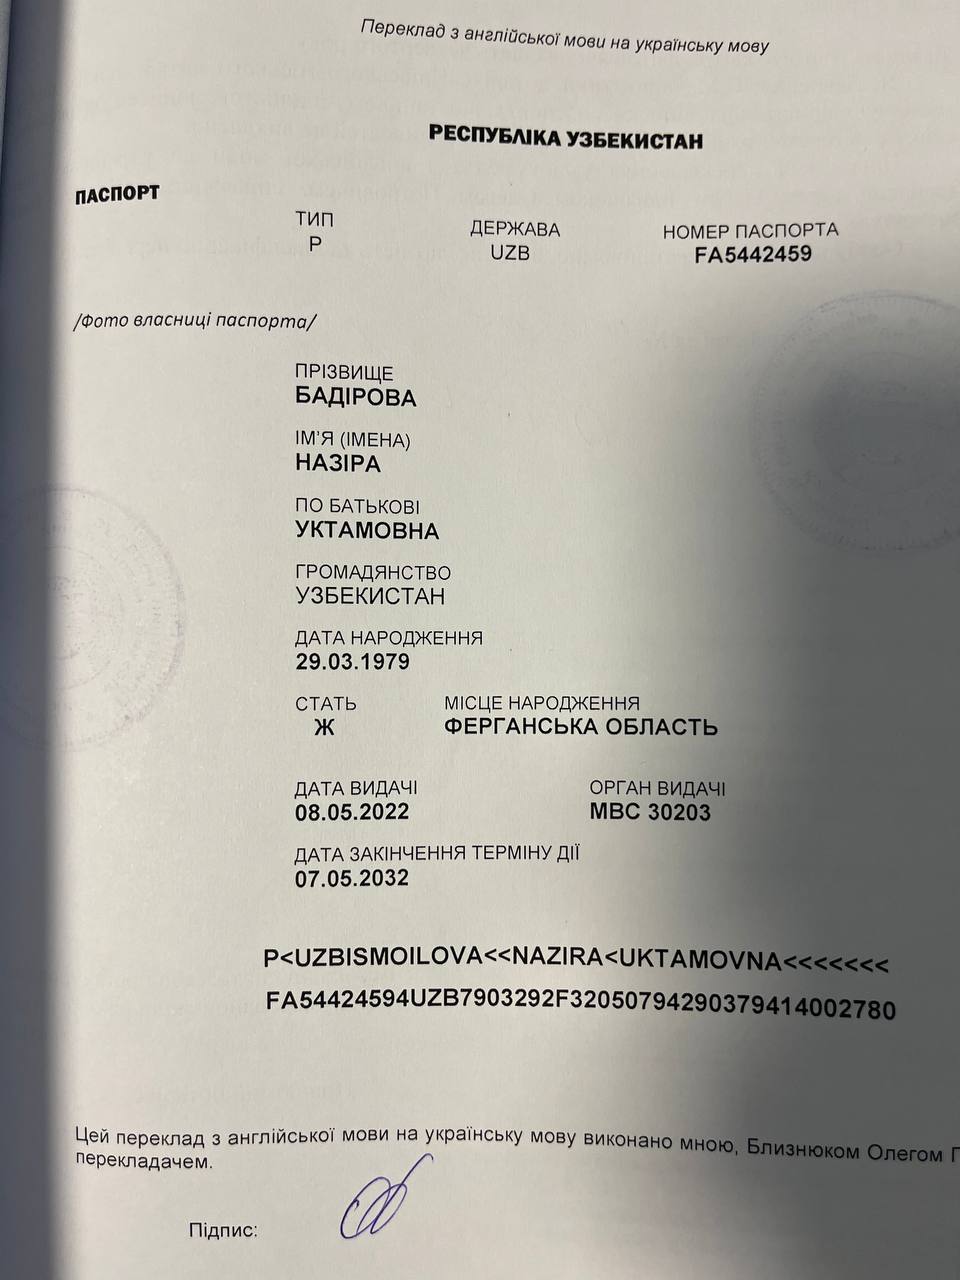 Переклад з англійської мови на українську мову
РЕСПУБЛІКА УЗБЕКИСТАН
ПАСПОРТ
ТИП ДЕРЖАВА НОМЕР ПАСПОРТА
P UZB FA5442459
/Фото власниці паспорта/
ПРІЗВИЩЕ
БАДІРОВА
ІМ'Я (ІМЕНА)
НАЗІРА
ПО БАТЬКОВІ
УКТАМОВНА
ГРОМАДЯНСТВО
УЗБЕКИСТАН
ДАТА НАРОДЖЕННЯ
29.03.1979
СТАТЬ МІСЦЕ НАРОДЖЕННЯ
Ж ФЕРГАНСЬКА ОБЛАСТЬ
ДАТА ВИДАЧІ ОРГАН ВИДАЧІ
08.05.2022 МВС 30203
ДАТА ЗАКІНЧЕННЯ ТЕРМІНУ ДІЇ
07.05.2032
P<UZBISMOILOVA<<NAZIRA<UKTAMOVNA<<<<<<<
FA54424594UZB7903292F32050794290379414002780
Цей переклад з англійської мови на українську мову виконано мною, Близнюком Олегом
перекладачем.
Підпис: